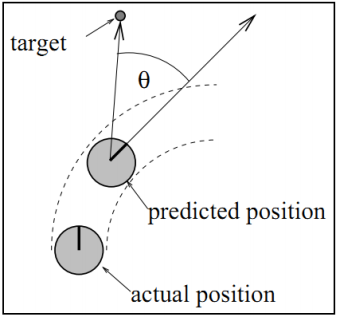 target
θ
predicted position
actual position